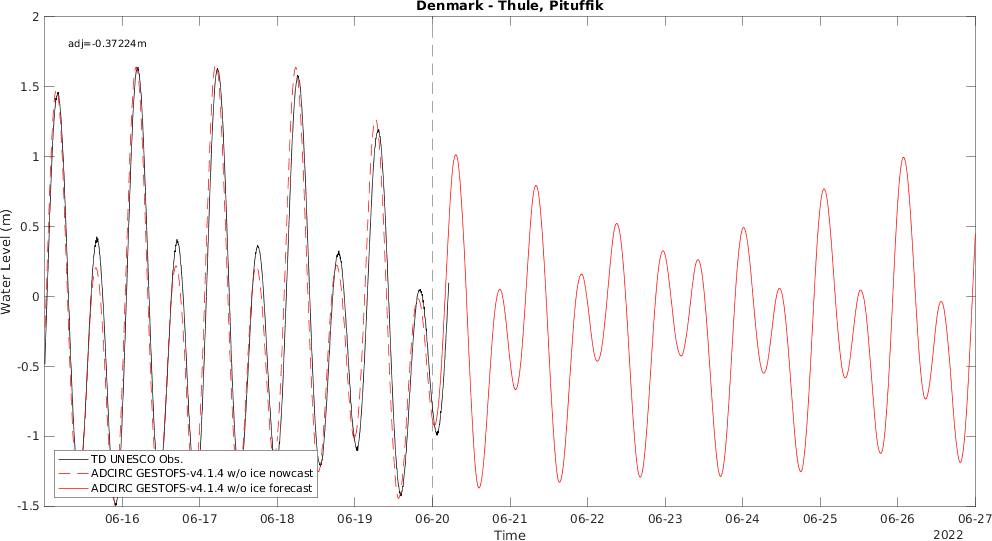 Denmark - Thule, Pituffik
2
adj=-0.37224m
1.5
1
0.5
0
-0.5
-1
-1.5
Water Level (m)
TD UNESCO Obs.
ADCIRC GESTOFS-v4.1.4 w/o ice nowcast
ADCIRC GESTOFS-v4.1.4 w/o ice forecast
06-16 06-17 06-18 06-19 06-20 06-21 06-22 06-23 06-24 06-25 06-26 06-27
Time
2022